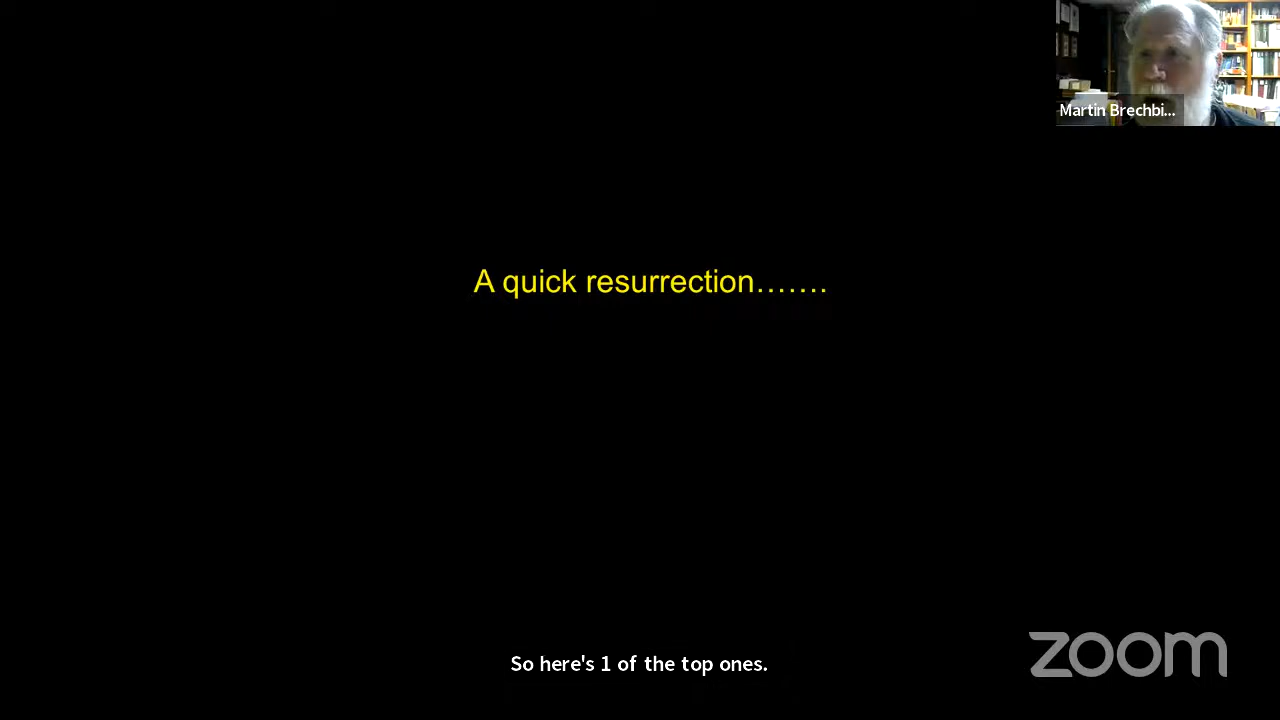 Martin Brechbi...
A quick resurrection.......
So here's 1 of the top ones.
zoom